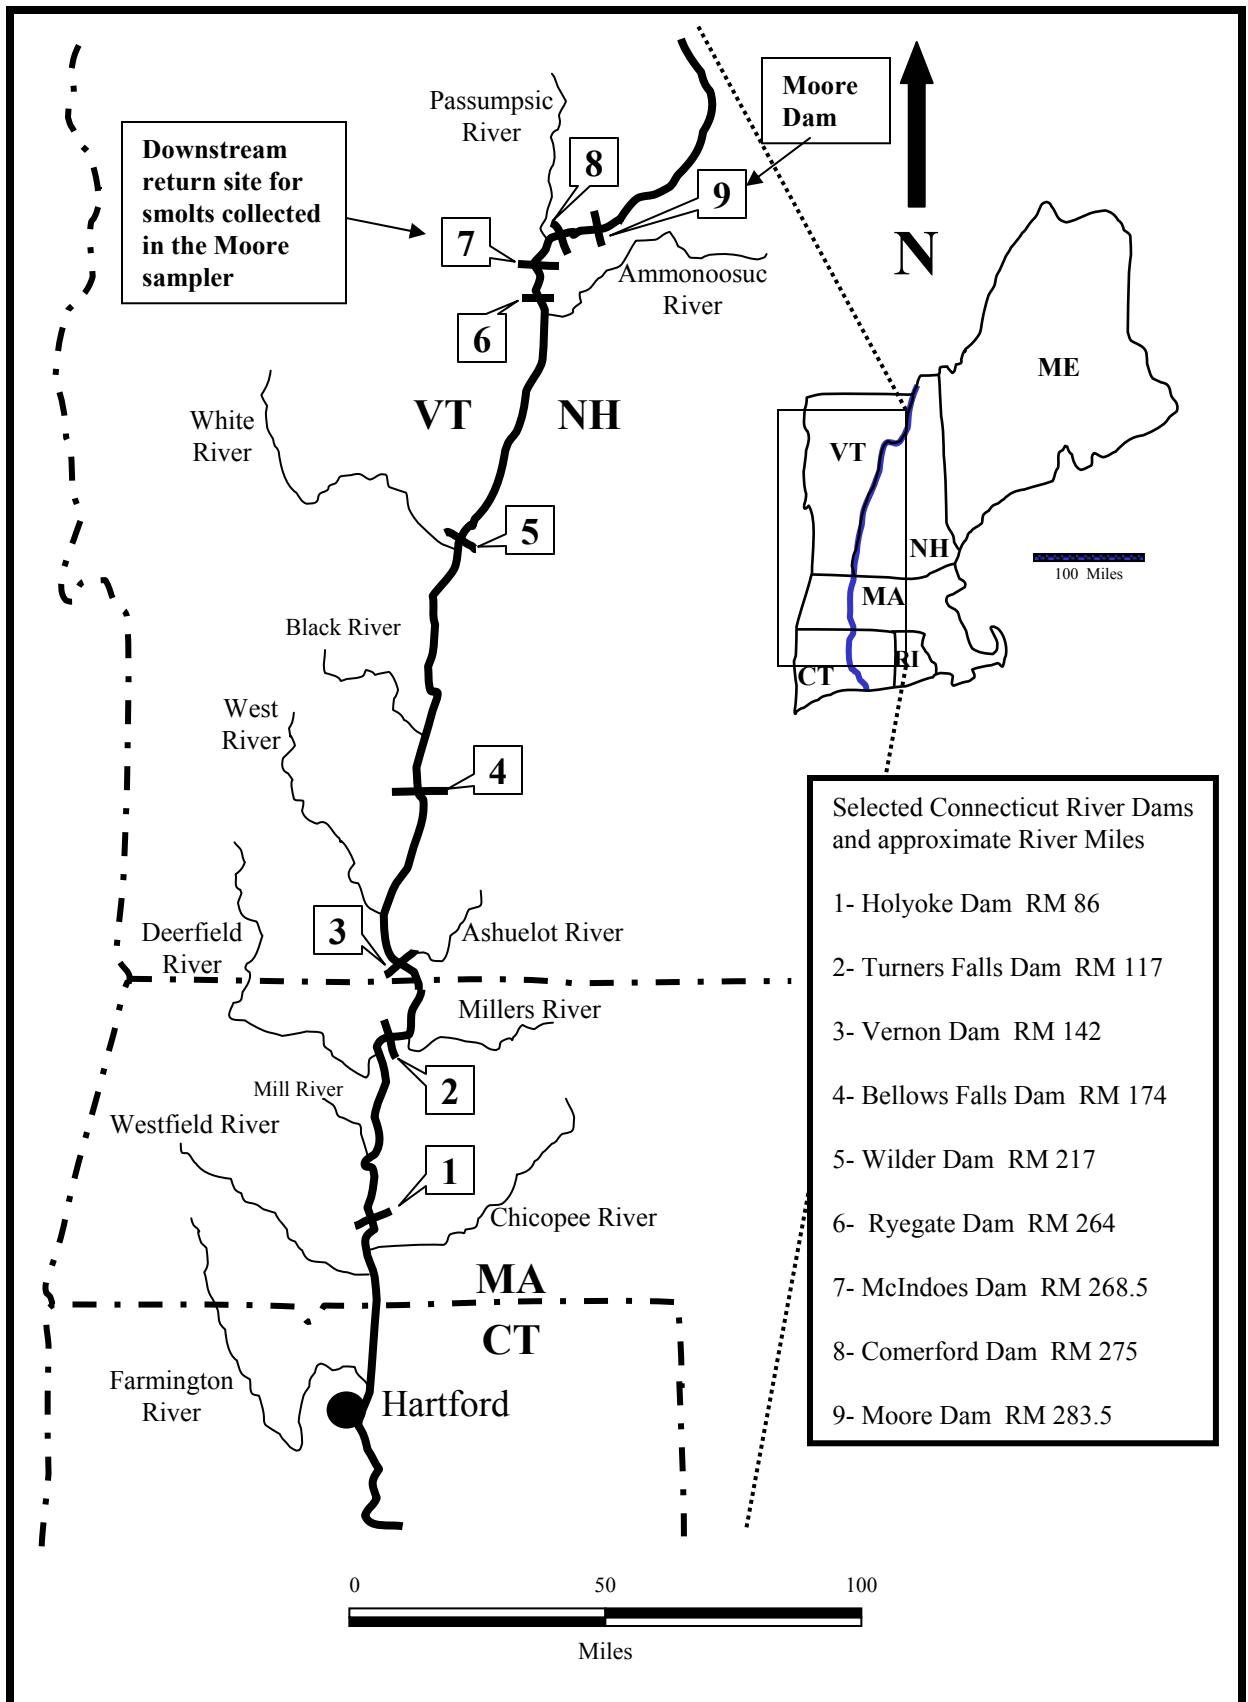 Passumpsic
River
Moore
Dam
Downstream
return site for
smolts collected
in the Moore
sampler
8
9
7
6
Ammonoosuc
River
N
White
River
VT
NH
5
Black River
West
River
4
3
Deerfield
River
Ashuelot River
Millers River
2
Mill River
Westfield River
1
Chicopee River
MA
CT
Farmington
River
Hartford
ME
VT
NH
MA
RI
CT
100 Miles
Selected Connecticut River Dams
and approximate River Miles
1- Holyoke Dam RM 86
2- Turners Falls Dam RM 117
3- Vernon Dam RM 142
4- Bellows Falls Dam RM 174
5- Wilder Dam RM 217
6- Ryegate Dam RM 264
7- McIndoes Dam RM 268.5
8- Comerford Dam RM 275
9- Moore Dam RM 283.5
0 50 100
Miles